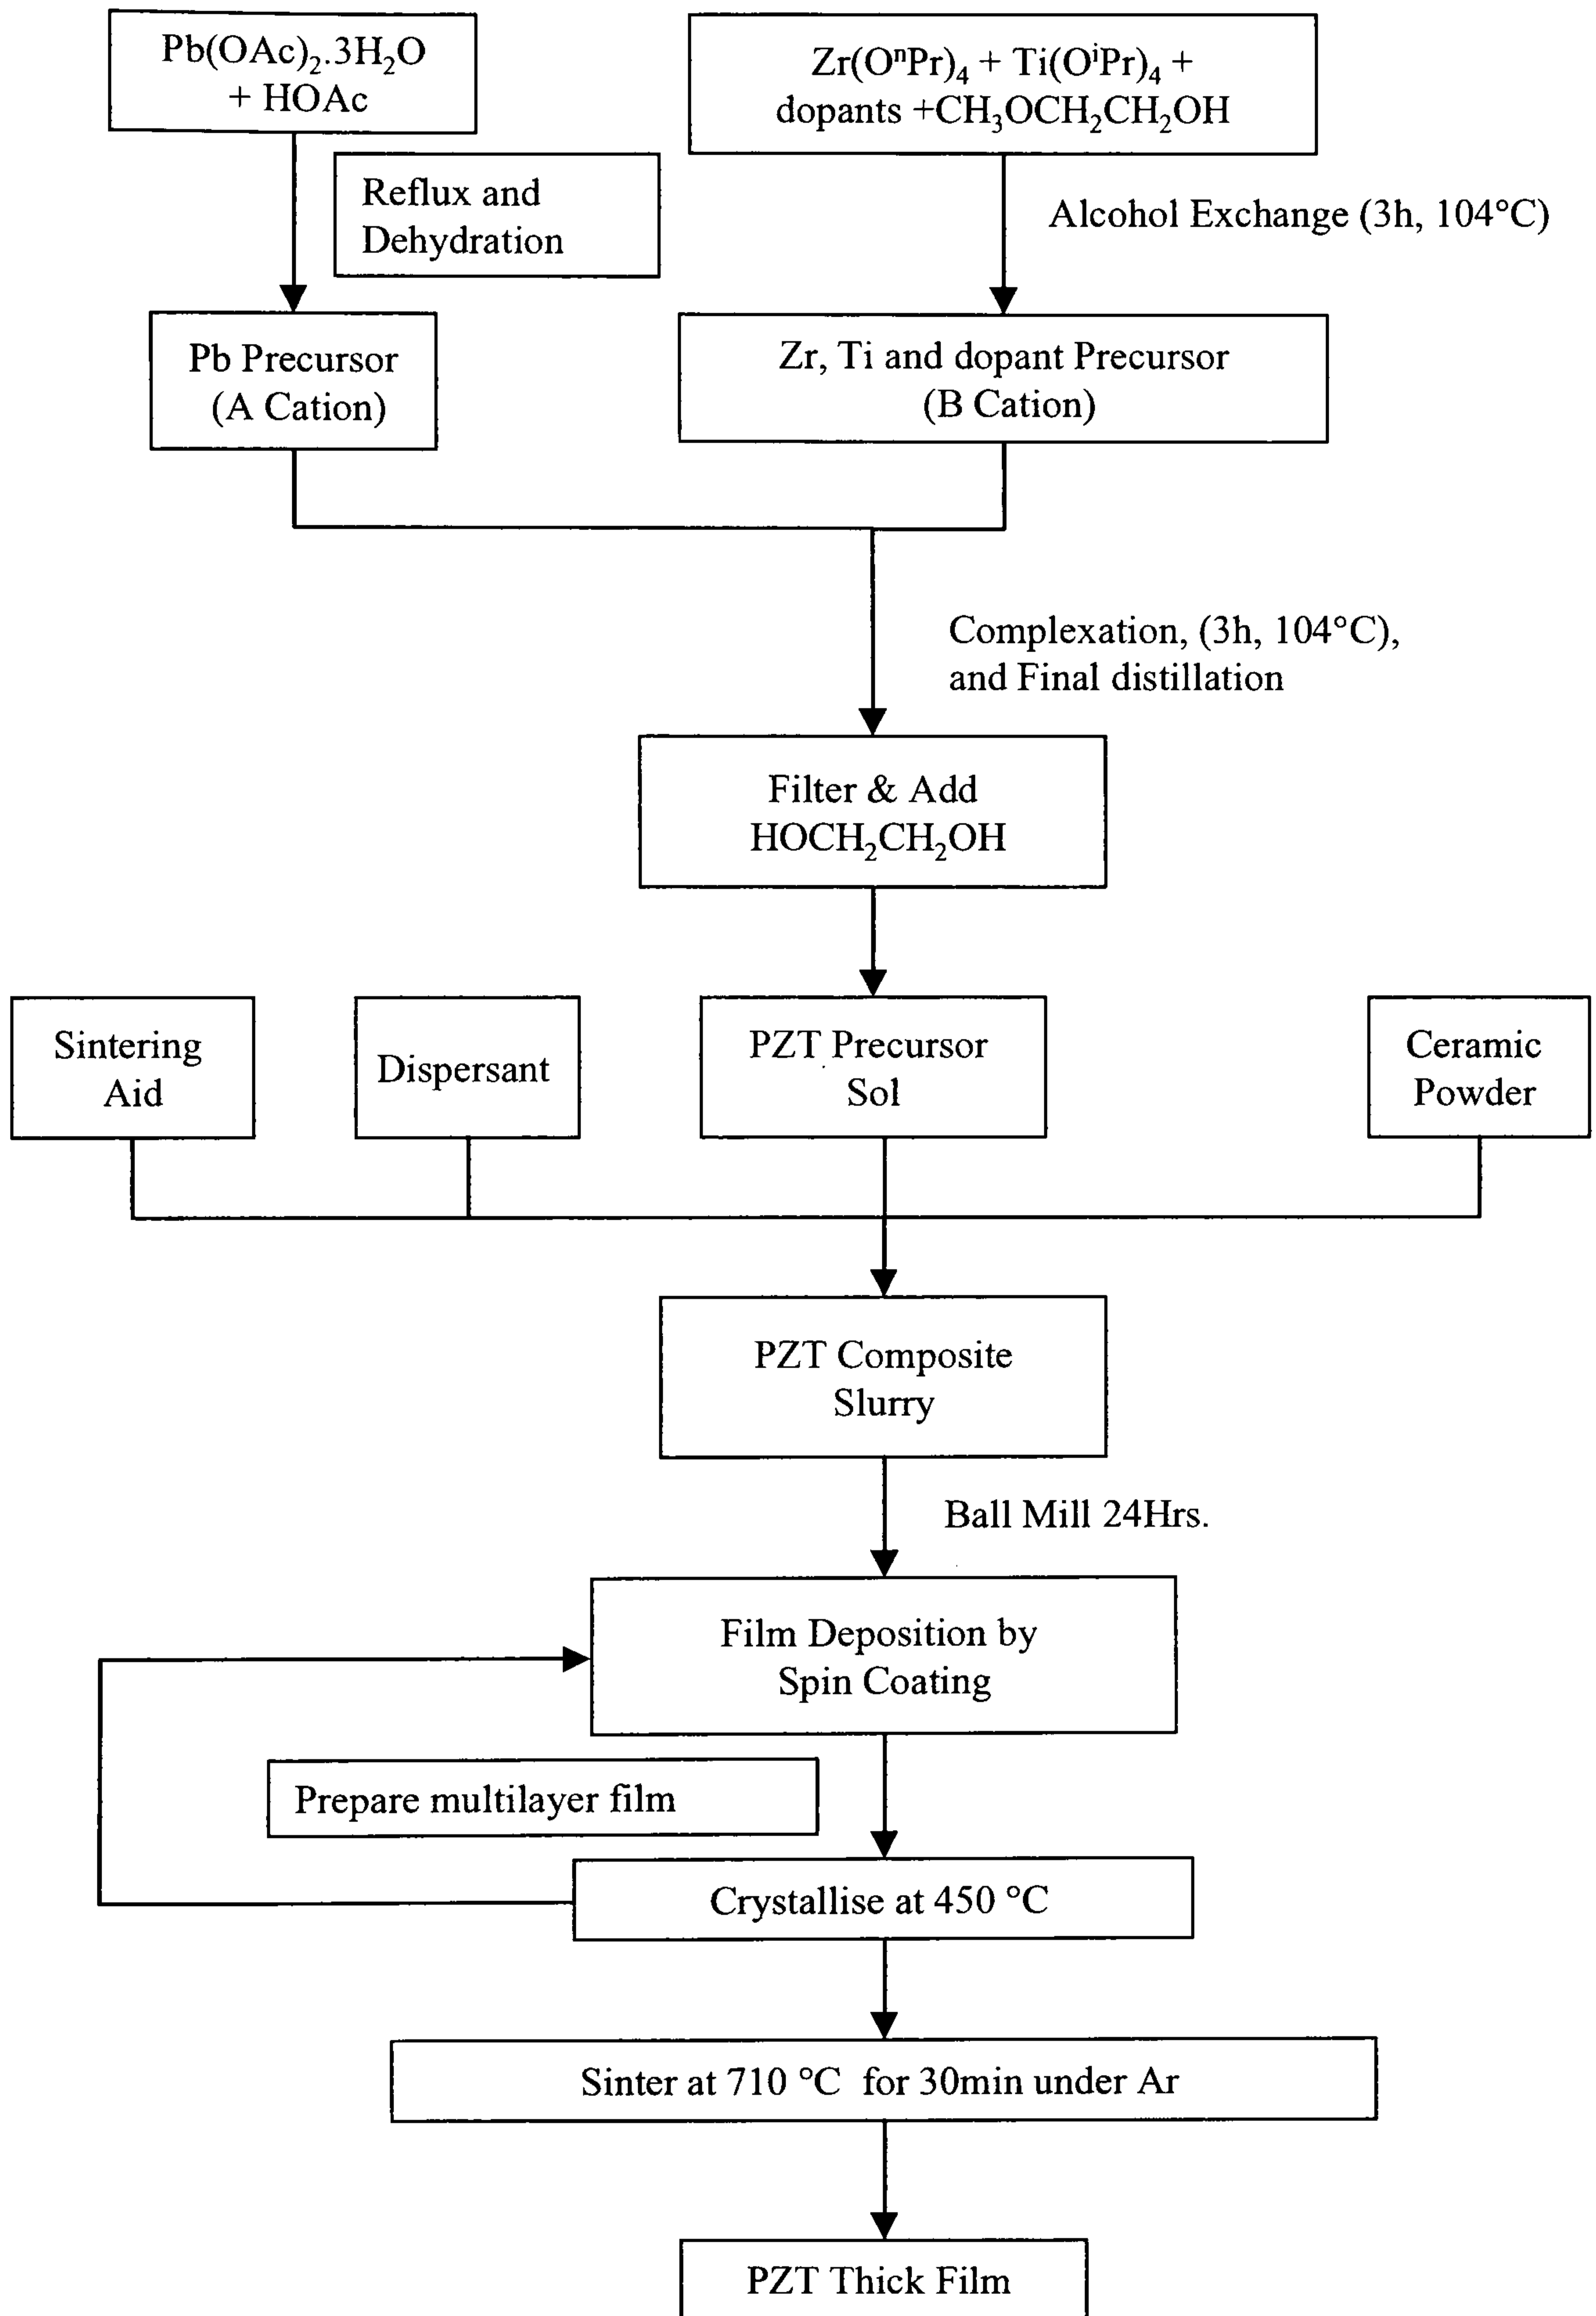 Pb(OAc)₂.3H₂O
+ HOAc
Zr(OⁿPr)₄ + Ti(OⁱPr)₄ +
dopants +CH₃OCH₂CH₂OH
Reflux and
Dehydration
Alcohol Exchange (3h, 104°C)
Pb Precursor
(A Cation)
Zr, Ti and dopant Precursor
(B Cation)
Complexation, (3h, 104°C),
and Final distillation
Filter & Add
HOCH₂CH₂OH
Sintering
Aid
Dispersant
PZT Precursor
Sol
Ceramic
Powder
PZT Composite
Slurry
Ball Mill 24Hrs.
Film Deposition by
Spin Coating
Prepare multilayer film
Crystallise at 450 °C
Sinter at 710 °C for 30min under Ar
PZT Thick Film